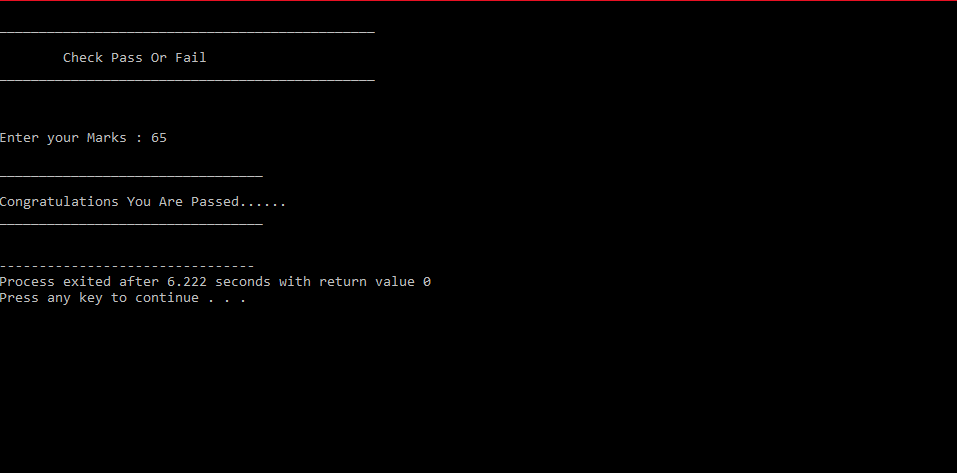 _______________________________________________
Check Pass Or Fail
_______________________________________________
Enter your Marks : 65
_________________________________
Congratulations You Are Passed......
_________________________________
--------------------------------
Process exited after 6.222 seconds with return value 0
Press any key to continue . . .